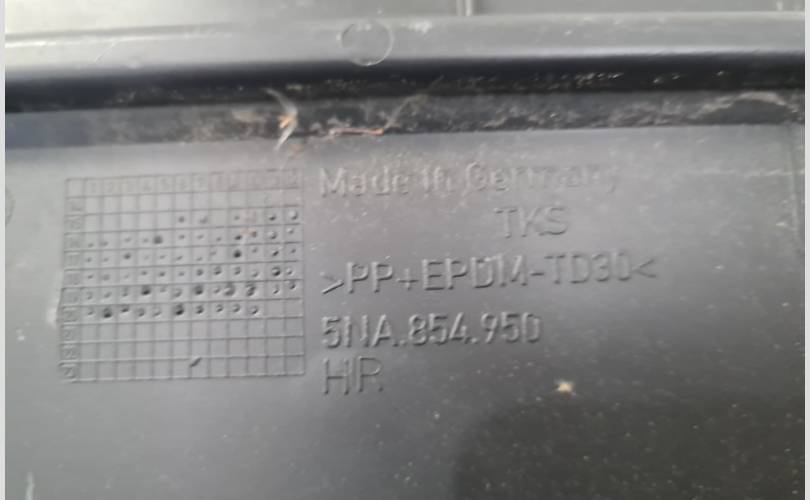 Made in Germany
TKS
>PP+EPDM-TD30<
5NA.854.950
HR